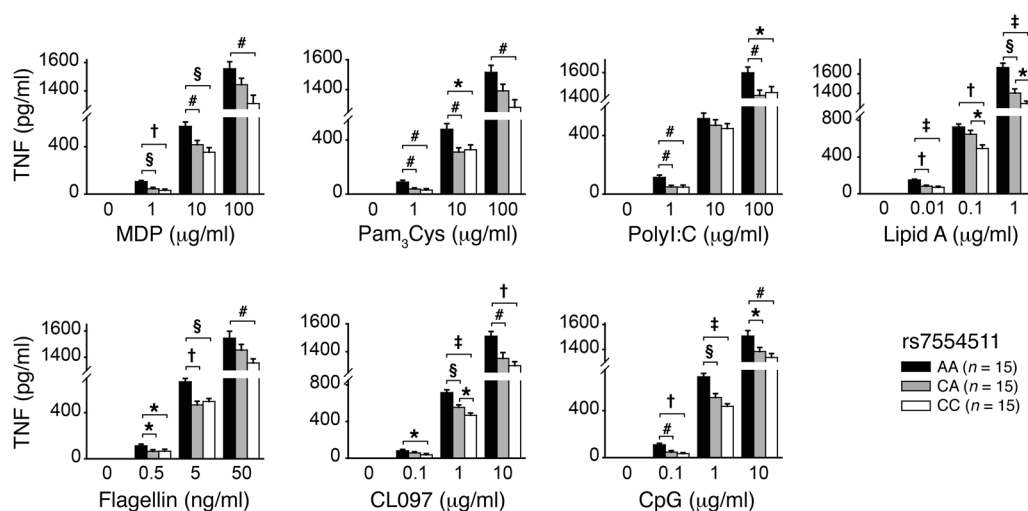 TNF (pg/ml)
1600
1400
400
0
† § § # #
0 1 10 100
MDP (μg/ml)
1600
1400
400
0
# # * # #
0 1 10 100
Pam3Cys (μg/ml)
1600
1400
400
0
# # * #
0 1 10 100
PolyI:C (μg/ml)
1600
1400
800
400
0
‡ † † * ‡ § *
0 0.01 0.1 1
Lipid A (μg/ml)
TNF (pg/ml)
1600
1400
400
0
* * § † #
0 0.5 5 50
Flagellin (ng/ml)
1600
1400
800
400
0
* ‡ § * † #
0 0.1 1 10
CL097 (μg/ml)
1600
1400
400
0
† # ‡ § # *
0 0.1 1 10
CpG (μg/ml)
rs7554511
AA (n = 15)
CA (n = 15)
CC (n = 15)